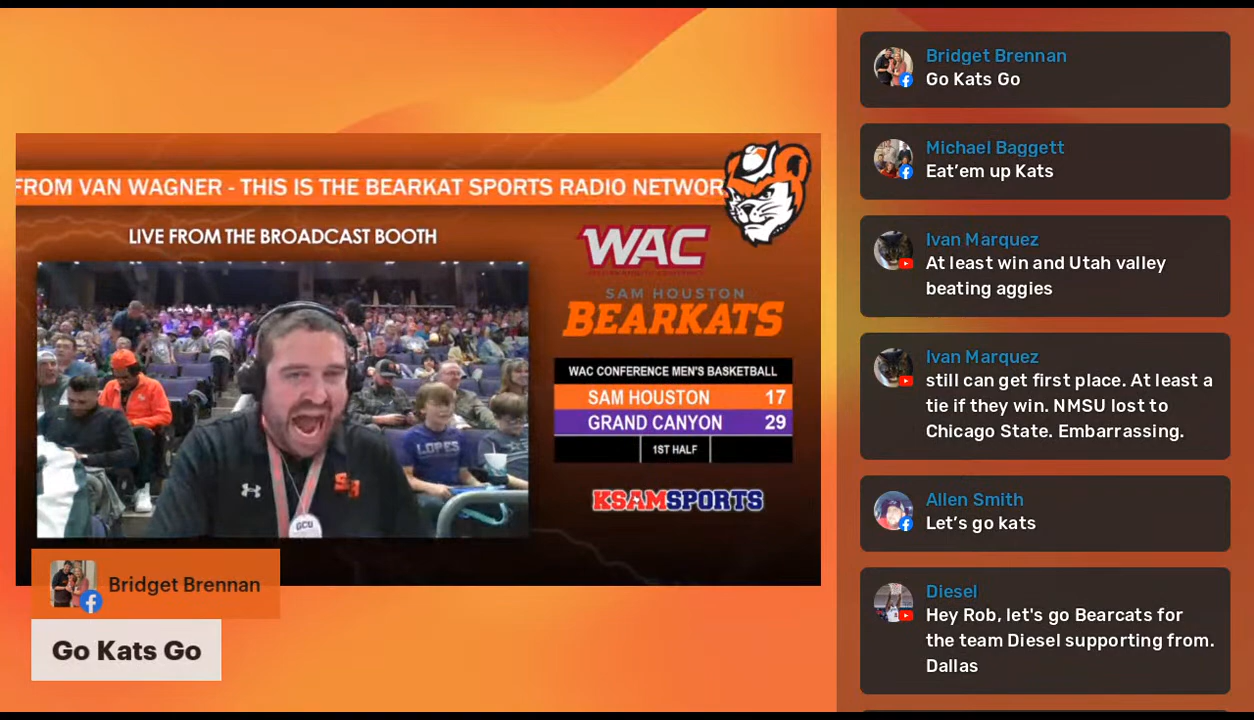 FROM VAN WAGNER - THIS IS THE BEARKAT SPORTS RADIO NETWOR
LIVE FROM THE BROADCAST BOOTH
WAC
SAM HOUSTON
BEARKATS
WAC CONFERENCE MEN'S BASKETBALL
SAM HOUSTON 17
GRAND CANYON 29
1ST HALF
KSAMSPORTS
LOPES
SH
GCU
Bridget Brennan
Go Kats Go
Bridget Brennan
Go Kats Go
Michael Baggett
Eat’em up Kats
Ivan Marquez
At least win and Utah valley
beating aggies
Ivan Marquez
still can get first place. At least a
tie if they win. NMSU lost to
Chicago State. Embarrassing.
Allen Smith
Let’s go kats
Diesel
Hey Rob, let's go Bearcats for
the team Diesel supporting from.
Dallas